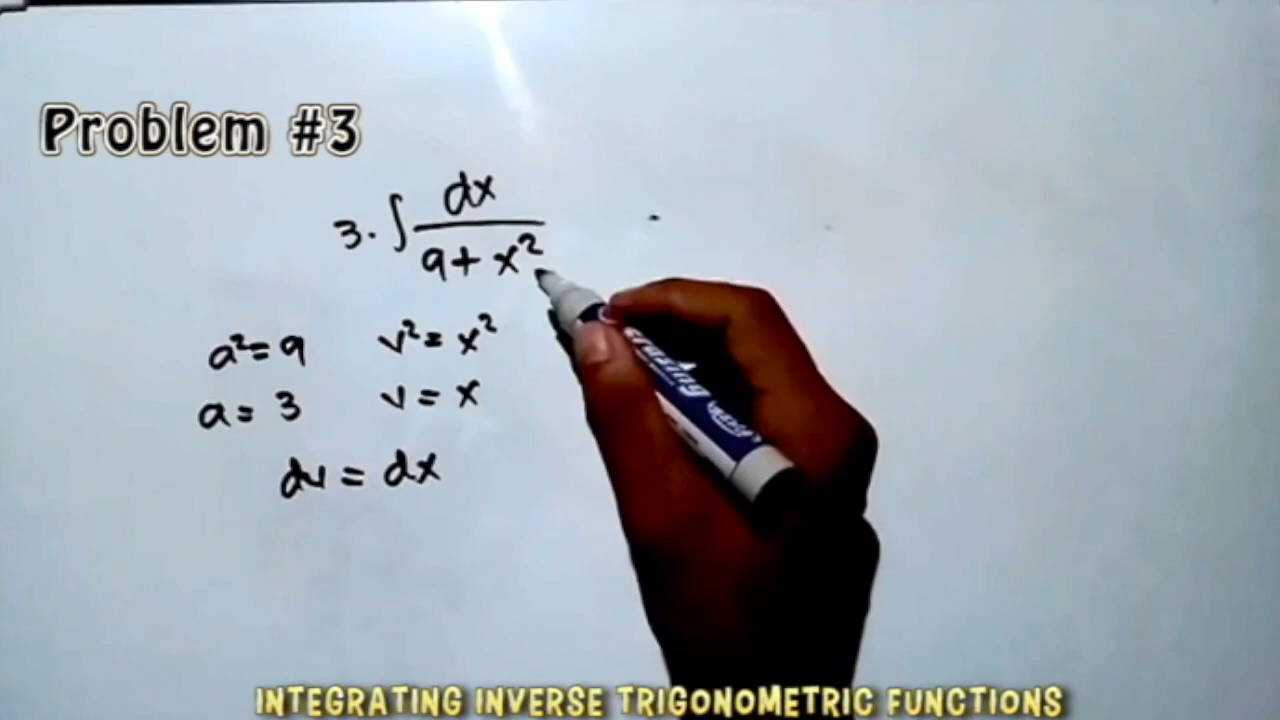 Problem #3
3. ∫ dx
9 + x²
a² = 9 v² = x²
a = 3 v = x
dv = dx
INTEGRATING INVERSE TRIGONOMETRIC FUNCTIONS